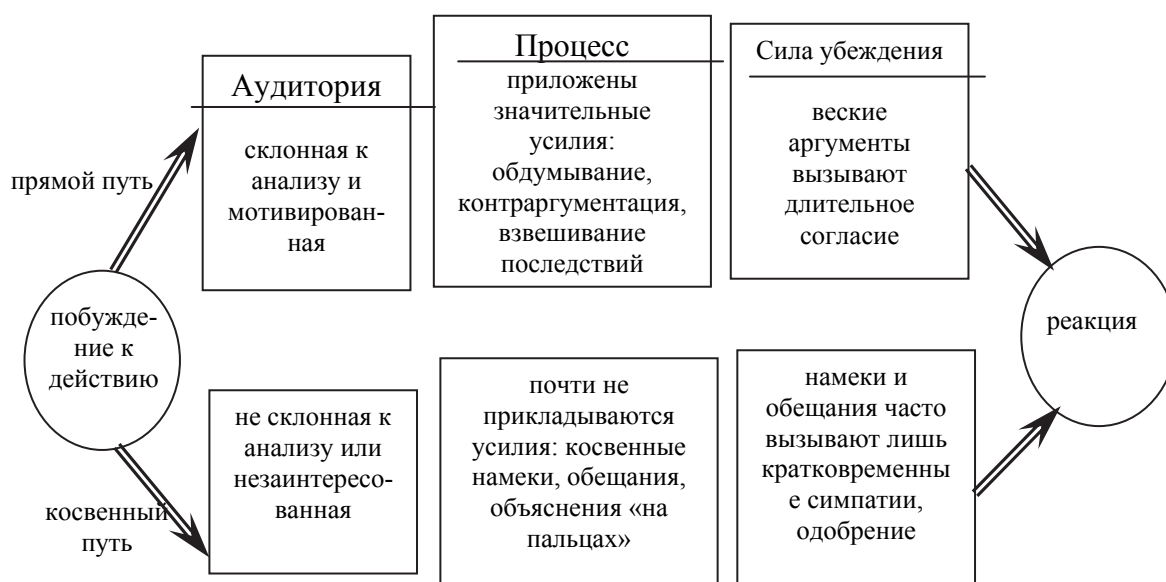 прямой путь
побужде-
ние к
действию
косвенный
путь
Аудитория
склонная к
анализу и
мотивирован-
ная
Процесс
приложены
значительные
усилия:
обдумывание,
контраргументация,
взвешивание
последствий
Сила убеждения
веские
аргументы
вызывают
длительное
согласие
не склонная к
анализу или
незаинтересо-
ванная
почти не
прикладываются
усилия: косвенные
намеки, обещания,
объяснения «на
пальцах»
намеки и
обещания часто
вызывают лишь
кратковременны
е симпатии,
одобрение
реакция